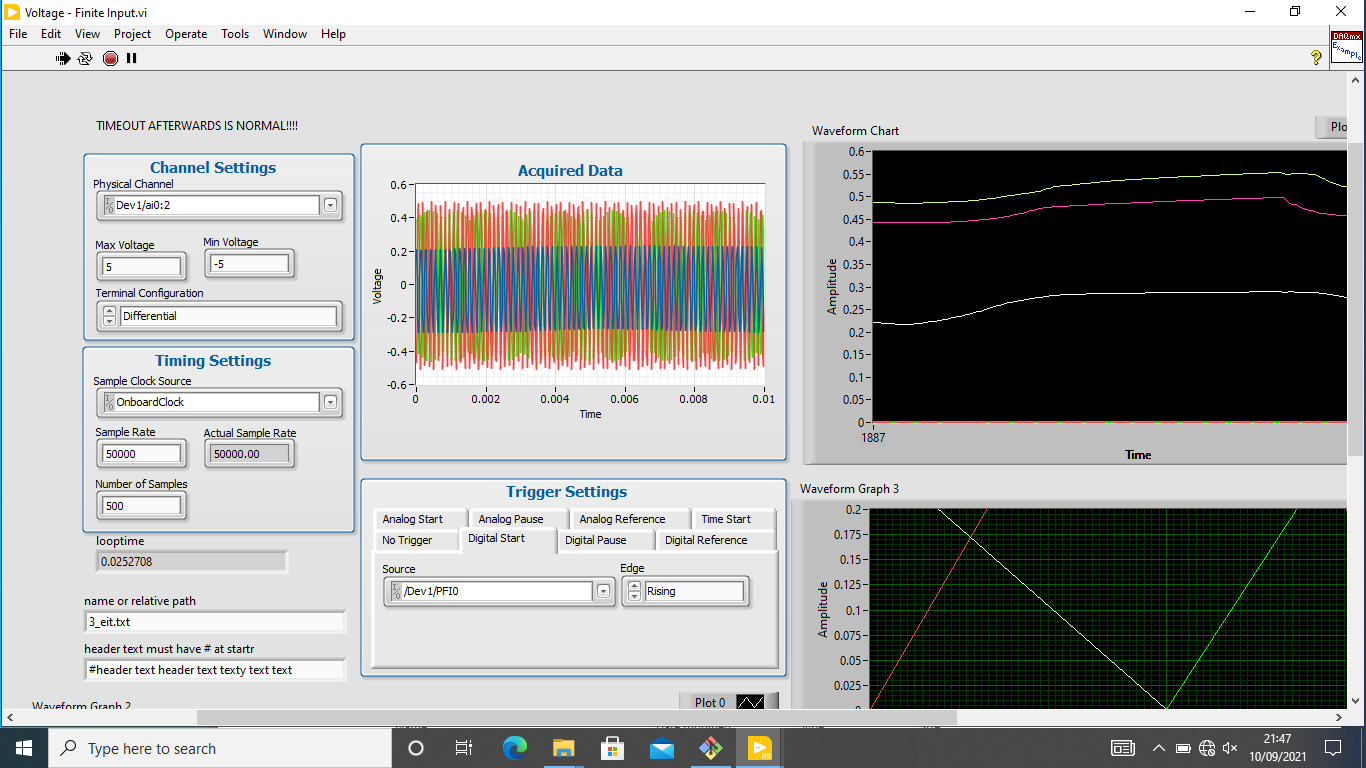 Voltage - Finite Input.vi
File Edit View Project Operate Tools Window Help
DAQmx
Example
TIMEOUT AFTERWARDS IS NORMAL!!!!
Channel Settings
Physical Channel
Dev1/ai0:2
Max Voltage
Min Voltage
5
-5
Terminal Configuration
Differential
Timing Settings
Sample Clock Source
OnboardClock
Sample Rate
Actual Sample Rate
50000
50000.00
Number of Samples
500
looptime
0.0252708
name or relative path
3_eit.txt
header text must have # at startr
#header text header text texty text text
Waveform Graph 2
Acquired Data
Voltage
0.6
0.4
0.2
0
-0.2
-0.4
-0.6
0 0.002 0.004 0.006 0.008 0.01
Time
Trigger Settings
Analog Start Analog Pause Analog Reference Time Start
No Trigger Digital Start Digital Pause Digital Reference
Source
/Dev1/PFI0
Edge
Rising
Plot 0
Waveform Chart
Plo
Amplitude
0.6
0.55
0.5
0.45
0.4
0.35
0.3
0.25
0.2
0.15
0.1
0.05
0
1887
Time
Waveform Graph 3
Amplitude
0.2
0.175
0.15
0.125
0.1
0.075
0.05
0.025
Type here to search
21:47
10/09/2021